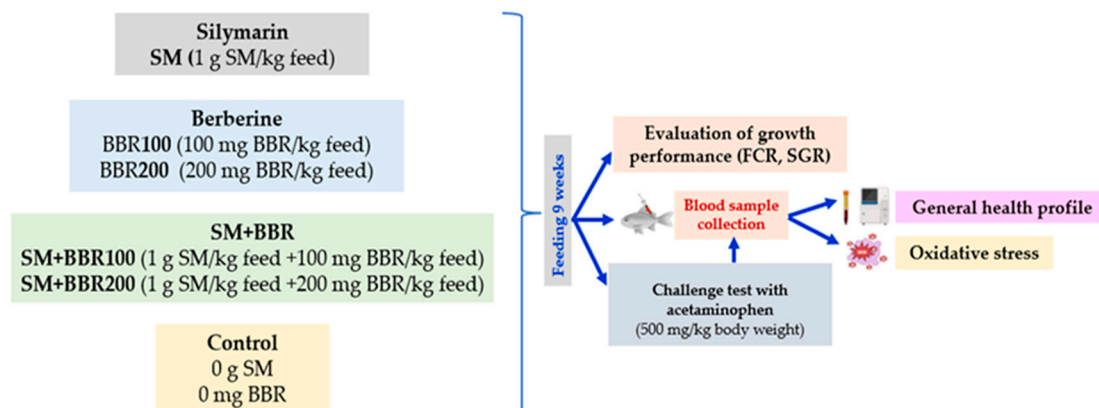 Silymarin
SM (1 g SM/kg feed)
Berberine
BBR100 (100 mg BBR/kg feed)
BBR200 (200 mg BBR/kg feed)
SM+BBR
SM+BBR100 (1 g SM/kg feed +100 mg BBR/kg feed)
SM+BBR200 (1 g SM/kg feed +200 mg BBR/kg feed)
Control
0 g SM
0 mg BBR
Feeding 9 weeks
Evaluation of growth
performance (FCR, SGR)
Blood sample
collection
Challenge test with
acetaminophen
(500 mg/kg body weight)
General health profile
Oxidative stress